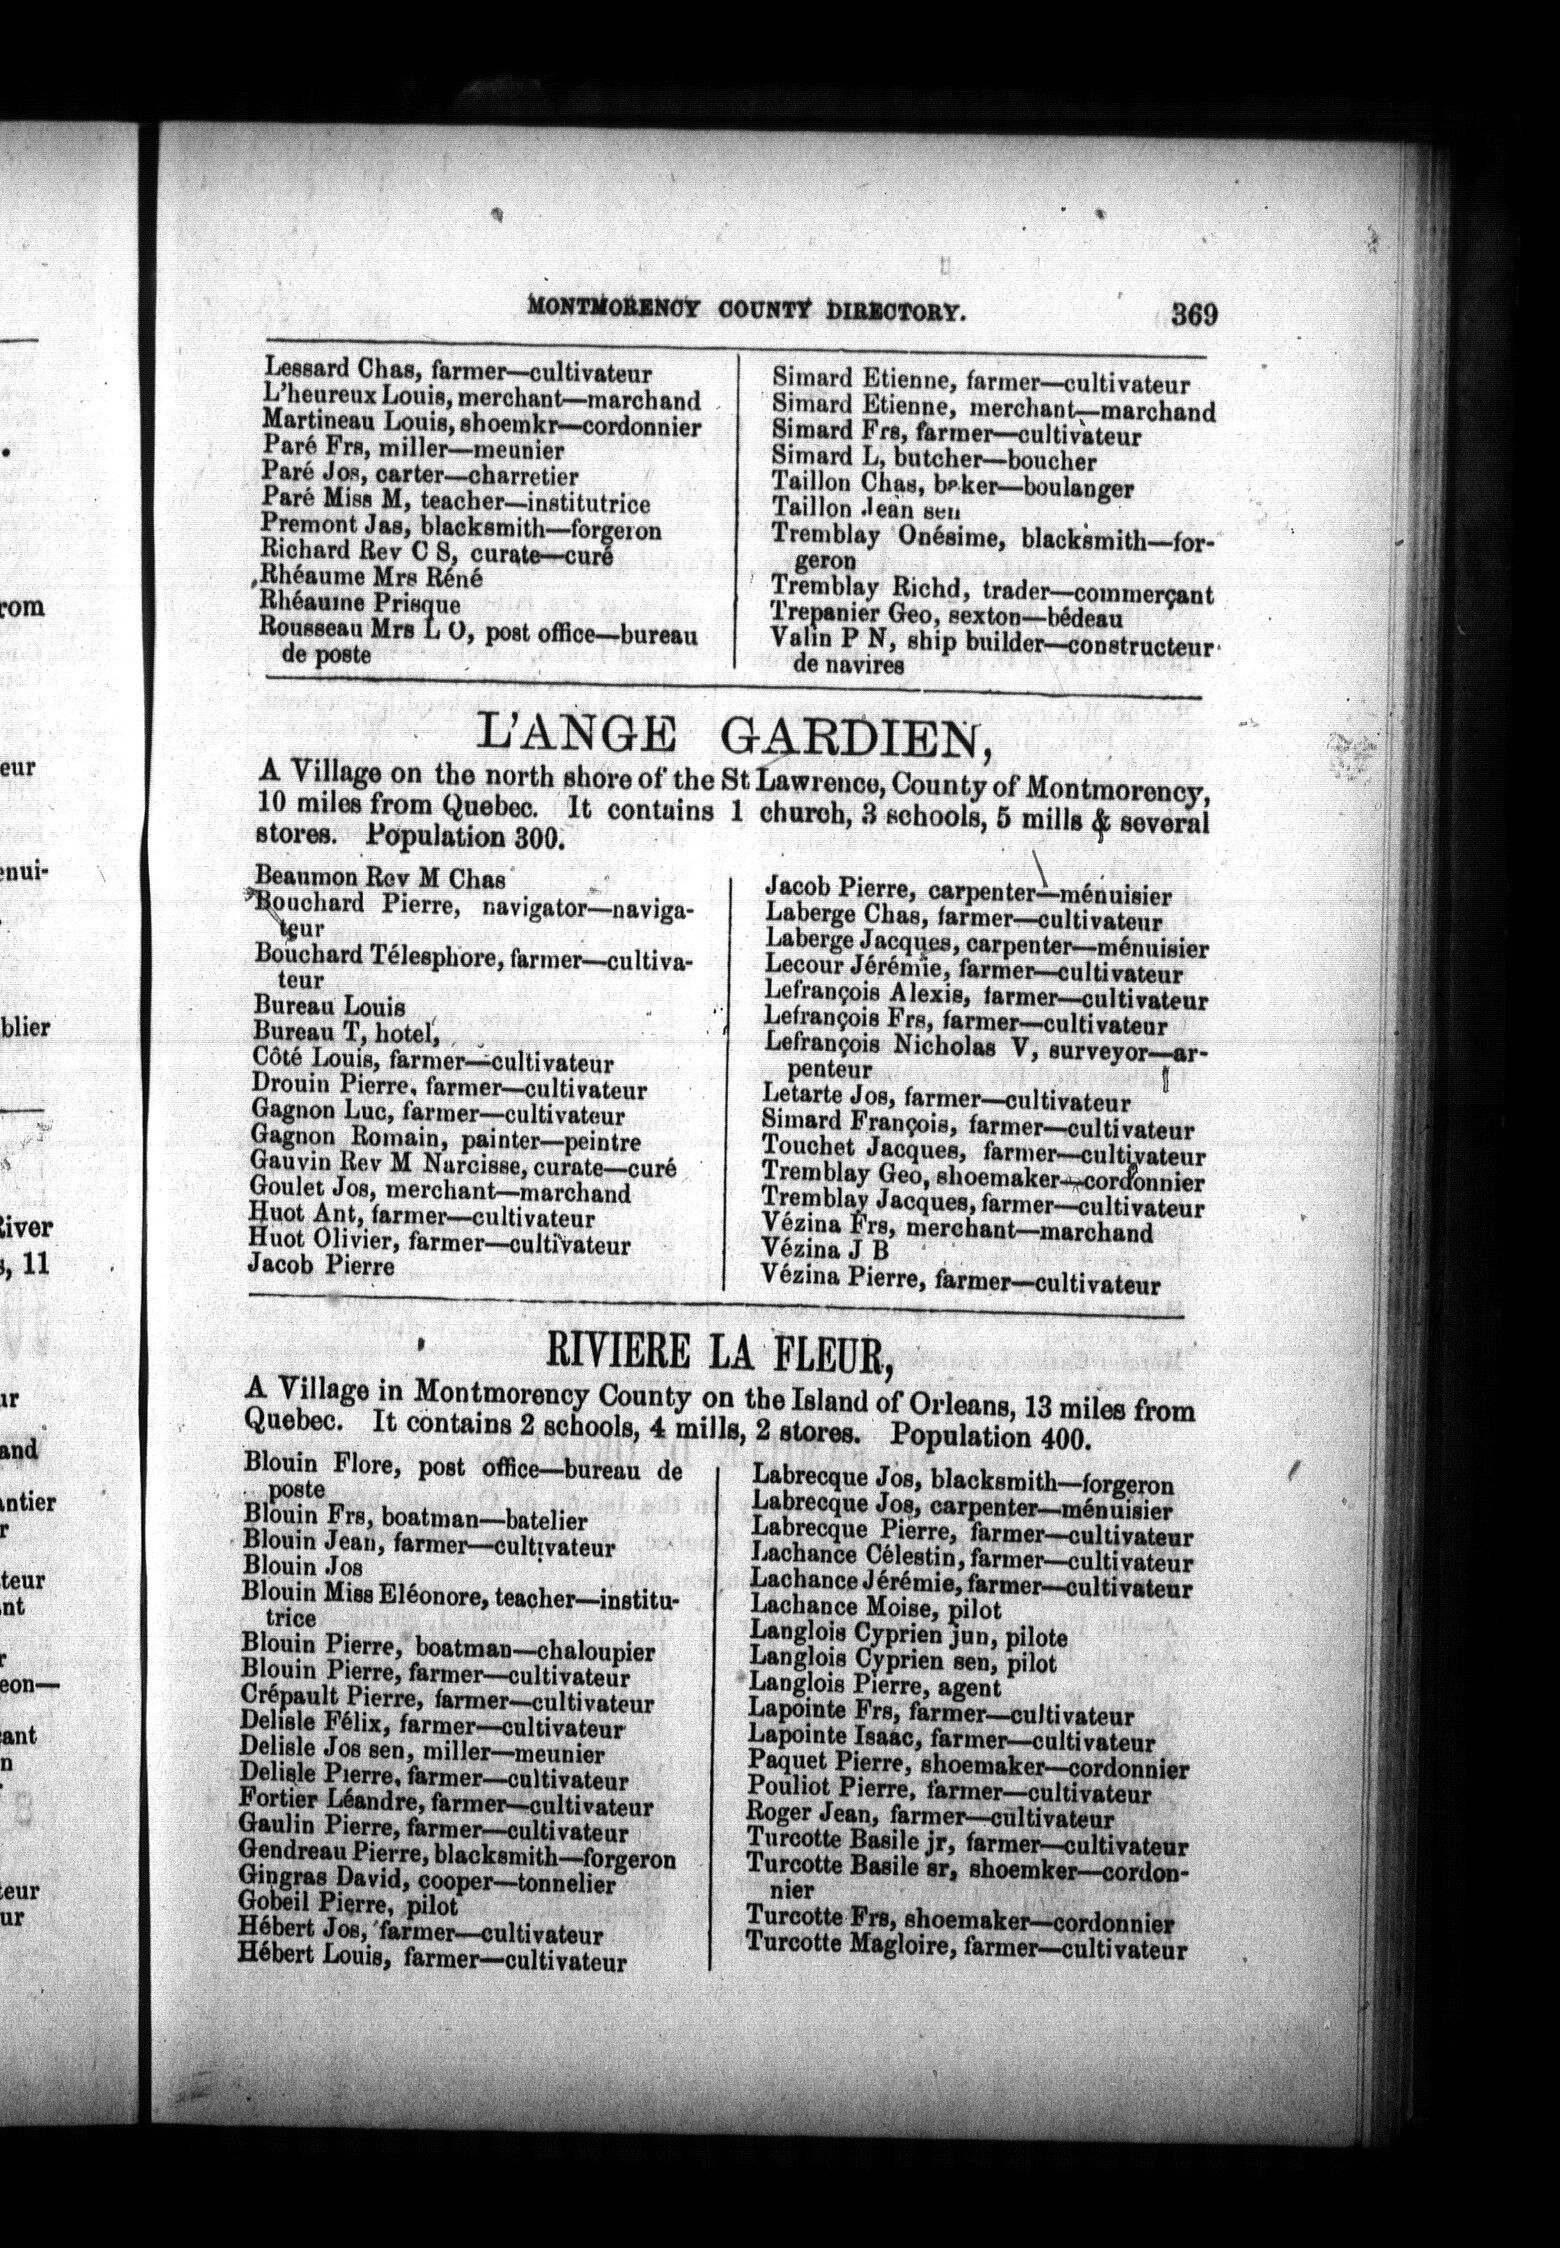 MONTMORENCY COUNTY DIRECTORY. 369
Lessard Chas, farmer—cultivateur
L'heureux Louis, merchant—marchand
Martineau Louis, shoemkr—cordonnier
Paré Frs, miller—meunier
Paré Jos, carter—charretier
Paré Miss M, teacher—institutrice
Premont Jas, blacksmith—forgeron
Richard Rev C S, curate—curé
Rhéaume Mrs Réné
Rhéaume Prisque
Rousseau Mrs L O, post office—bureau
de poste
Simard Etienne, farmer—cultivateur
Simard Etienne, merchant—marchand
Simard Frs, farmer—cultivateur
Simard L, butcher—boucher
Taillon Chas, baker—boulanger
Taillon Jean sen
Tremblay Onésime, blacksmith—for-
geron
Tremblay Richd, trader—commerçant
Trepanier Geo, sexton—bédeau
Valin P N, ship builder—constructeur
de navires
L'ANGE GARDIEN,
A Village on the north shore of the St Lawrence, County of Montmorency,
10 miles from Quebec. It contains 1 church, 3 schools, 5 mills & several
stores. Population 300.
Beaumon Rev M Chas
Bouchard Pierre, navigator—naviga-
teur
Bouchard Télesphore, farmer—cultiva-
teur
Bureau Louis
Bureau T, hotel,
Côté Louis, farmer—cultivateur
Drouin Pierre, farmer—cultivateur
Gagnon Luc, farmer—cultivateur
Gagnon Romain, painter—peintre
Gauvin Rev M Narcisse, curate—curé
Goulet Jos, merchant—marchand
Huot Ant, farmer—cultivateur
Huot Olivier, farmer—cultivateur
Jacob Pierre
Jacob Pierre, carpenter—ménuisier
Laberge Chas, farmer—cultivateur
Laberge Jacques, carpenter—ménuisier
Lecour Jérémie, farmer—cultivateur
Lefrançois Alexis, farmer—cultivateur
Lefrançois Frs, farmer—cultivateur
Lefrançois Nicholas V, surveyor—ar-
penteur
Letarte Jos, farmer—cultivateur
Simard François, farmer—cultivateur
Touchet Jacques, farmer—cultivateur
Tremblay Geo, shoemaker—cordonnier
Tremblay Jacques, farmer—cultivateur
Vézina Frs, merchant—marchand
Vézina J B
Vézina Pierre, farmer—cultivateur
RIVIERE LA FLEUR,
A Village in Montmorency County on the Island of Orleans, 13 miles from
Quebec. It contains 2 schools, 4 mills, 2 stores. Population 400.
Blouin Flore, post office—bureau de
poste
Blouin Frs, boatman—batelier
Blouin Jean, farmer—cultivateur
Blouin Jos
Blouin Miss Eléonore, teacher—institu-
trice
Blouin Pierre, boatman—chaloupier
Blouin Pierre, farmer—cultivateur
Crépault Pierre, farmer—cultivateur
Delisle Félix, farmer—cultivateur
Delisle Jos sen, miller—meunier
Delisle Pierre, farmer—cultivateur
Fortier Léandre, farmer—cultivateur
Gaulin Pierre, farmer—cultivateur
Gendreau Pierre, blacksmith—forgeron
Gingras David, cooper—tonnelier
Gobeil Pierre, pilot
Hébert Jos, farmer—cultivateur
Hébert Louis, farmer—cultivateur
Labrecque Jos, blacksmith—forgeron
Labrecque Jos, carpenter—ménuisier
Labrecque Pierre, farmer—cultivateur
Lachance Célestin, farmer—cultivateur
Lachance Jérémie, farmer—cultivateur
Lachance Moise, pilot
Langlois Cyprien jun, pilote
Langlois Cyprien sen, pilot
Langlois Pierre, agent
Lapointe Frs, farmer—cultivateur
Lapointe Isaac, farmer—cultivateur
Paquet Pierre, shoemaker—cordonnier
Pouliot Pierre, farmer—cultivateur
Roger Jean, farmer—cultivateur
Turcotte Basile jr, farmer—cultivateur
Turcotte Basile sr, shoemker—cordon-
nier
Turcotte Frs, shoemaker—cordonnier
Turcotte Magloire, farmer—cultivateur